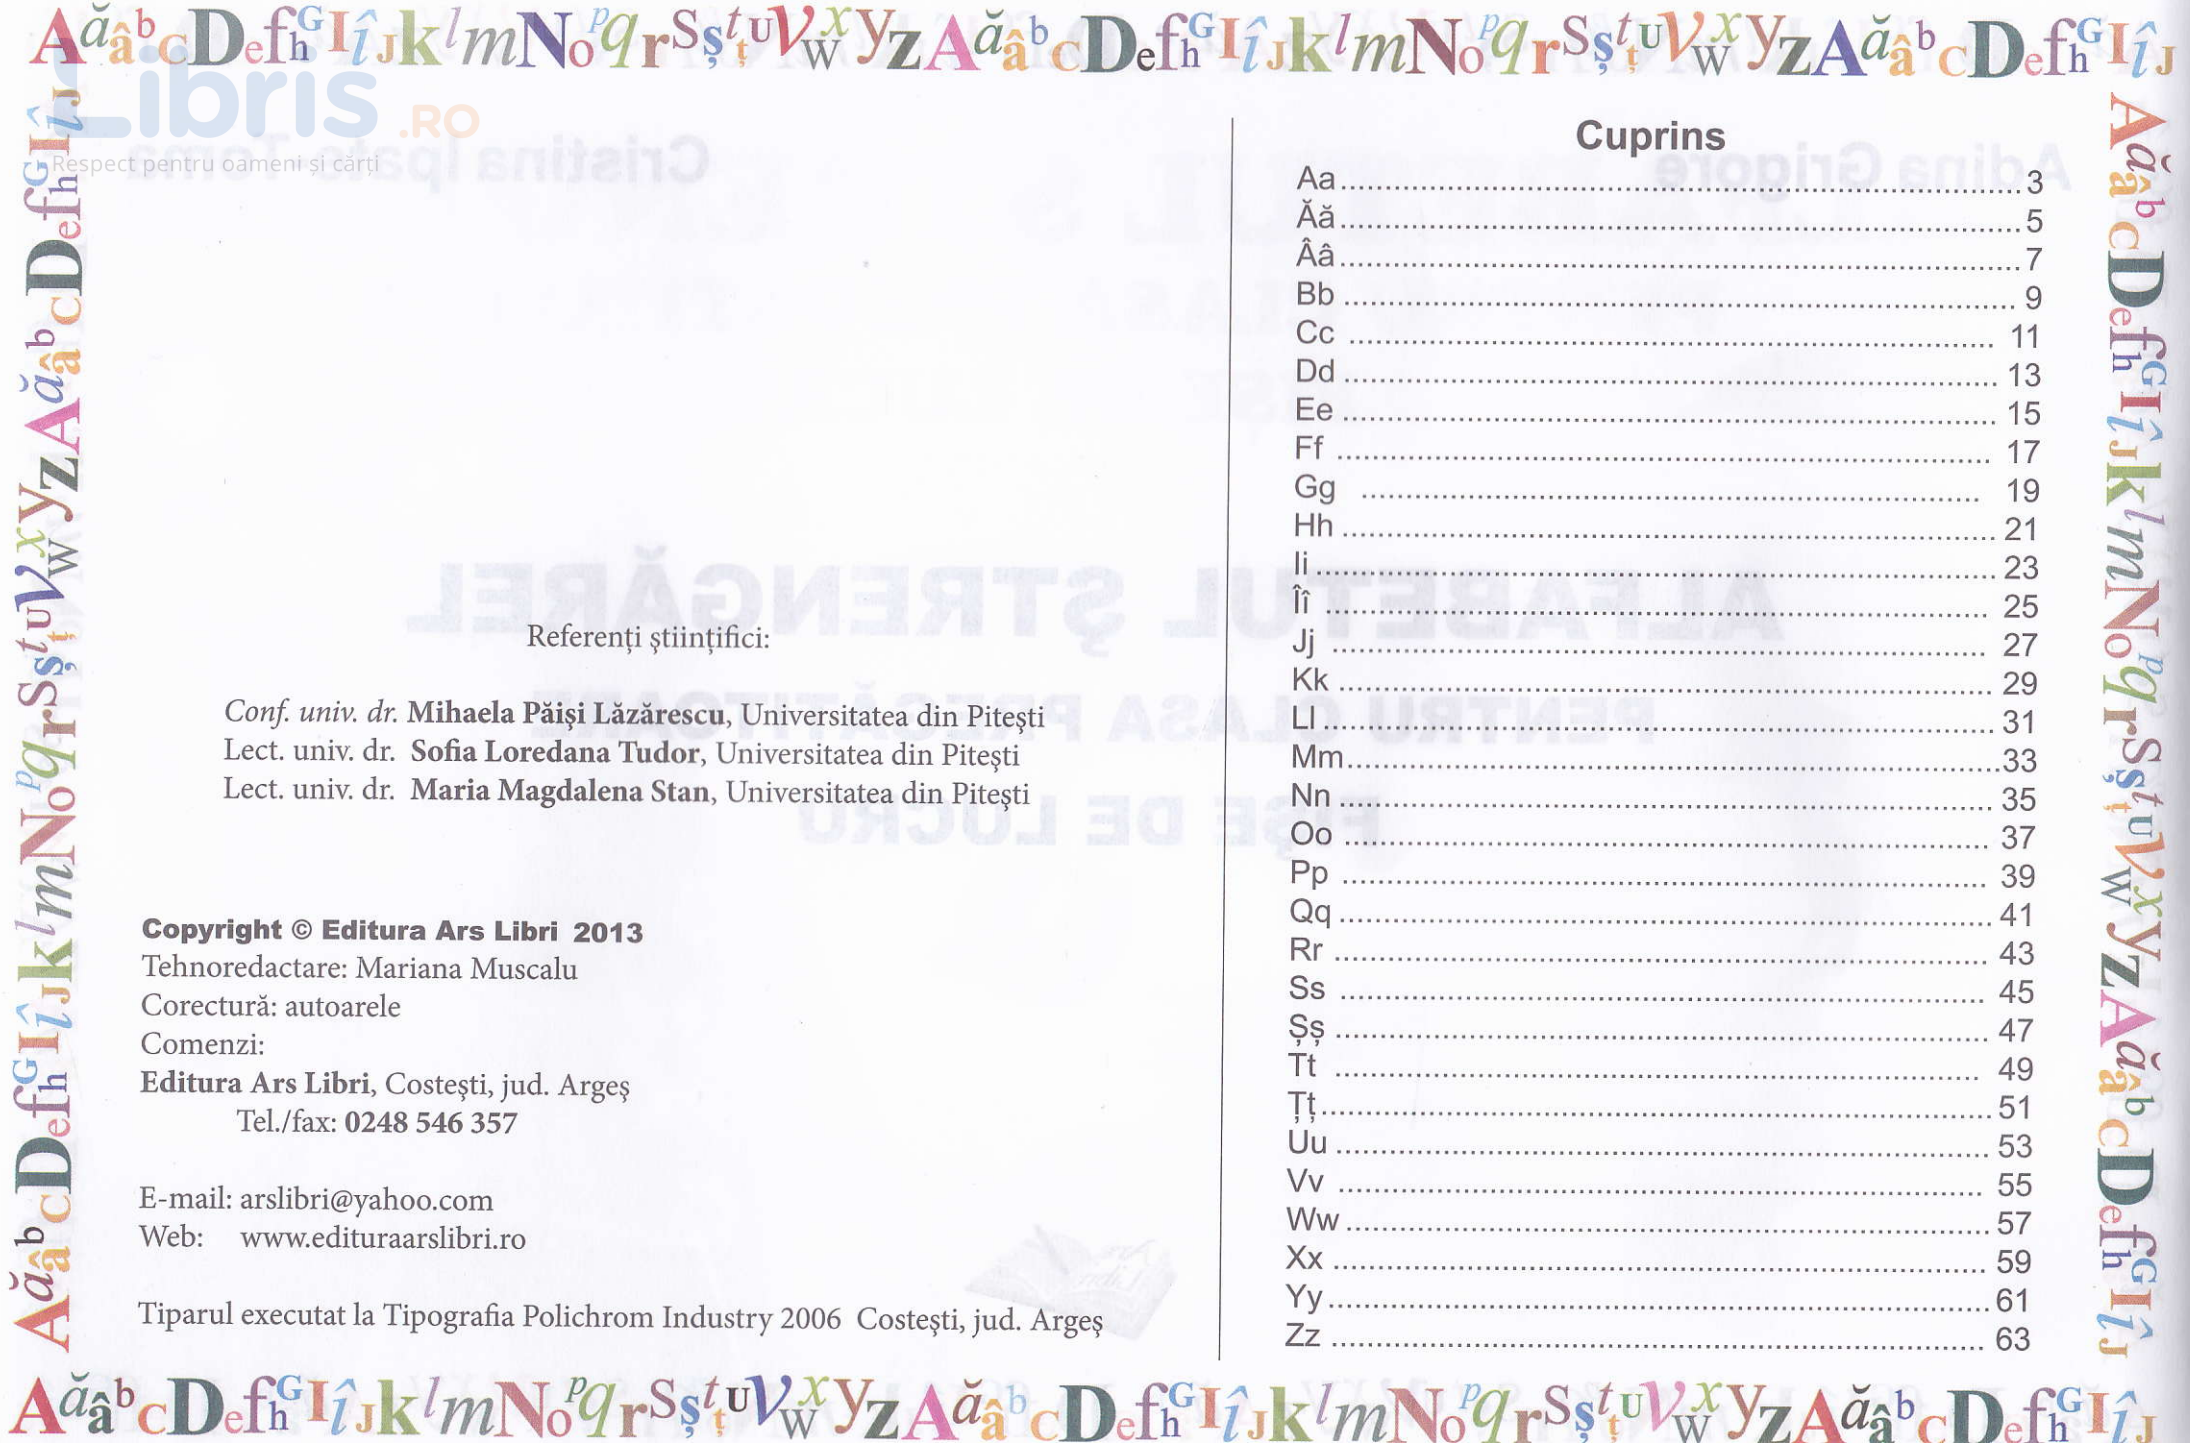 AăâbcDefhGIîJklmNopqrSștțuVwxyzAăâbcDefhGIîJklmNopqrSștțuVwxyzAăâbcDefhGIîJ
Libris.RO
Respect pentru oameni și cărți
Referenţi ştiinţifici:
Conf. univ. dr. Mihaela Păişi Lăzărescu, Universitatea din Piteşti
Lect. univ. dr. Sofia Loredana Tudor, Universitatea din Piteşti
Lect. univ. dr. Maria Magdalena Stan, Universitatea din Piteşti
Copyright © Editura Ars Libri 2013
Tehnoredactare: Mariana Muscalu
Corectură: autoarele
Comenzi:
Editura Ars Libri, Costeşti, jud. Argeş
Tel./fax: 0248 546 357
E-mail: arslibri@yahoo.com
Web: www.edituraarslibri.ro
Tiparul executat la Tipografia Polichrom Industry 2006 Costeşti, jud. Argeş
Cuprins
Aa 3
Ăă 5
Ââ 7
Bb 9
Cc 11
Dd 13
Ee 15
Ff 17
Gg 19
Hh 21
Ii 23
Îî 25
Jj 27
Kk 29
Ll 31
Mm 33
Nn 35
Oo 37
Pp 39
Qq 41
Rr 43
Ss 45
Șș 47
Tt 49
Țț 51
Uu 53
Vv 55
Ww 57
Xx 59
Yy 61
Zz 63
AăâbcDefhGIîJklmNopqrSștțuVwxyzAăâbcDefhGIîJklmNopqrSștțuVwxyzAăâbcDefhGIîJ